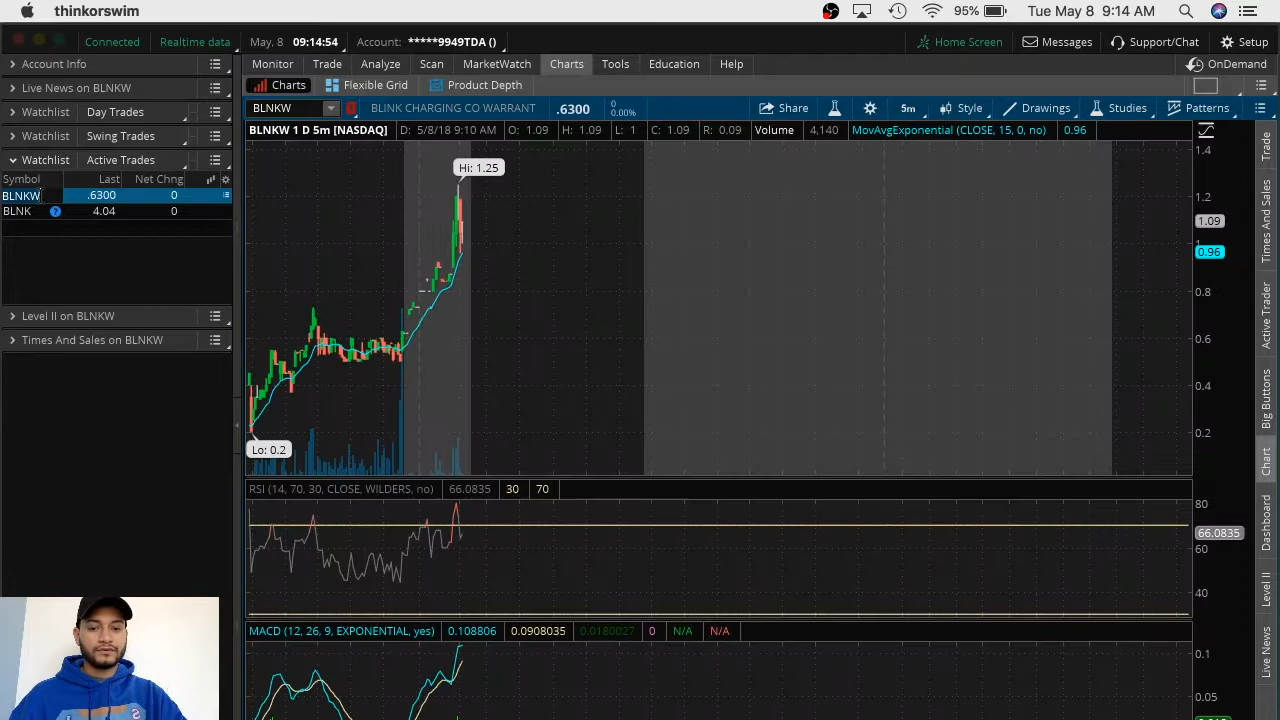 thinkorswim
95%
Tue May 8 9:14 AM
Connected
Realtime data
May. 8 09:14:54
Account: *****9949TDA ()
Home Screen
Messages
Support/Chat
Setup
Account Info
Live News on BLNKW
Watchlist Day Trades
Watchlist Swing Trades
Watchlist Active Trades
Symbol Last Net Chng
BLNKW .6300 0
BLNK ? 4.04 0
Level II on BLNKW
Times And Sales on BLNKW
Monitor Trade Analyze Scan MarketWatch Charts Tools Education Help
OnDemand
Charts Flexible Grid Product Depth
BLNKW
BLINK CHARGING CO WARRANT
.6300
0
0.00%
Share
5m
Style
Drawings
Studies
Patterns
BLNKW 1 D 5m [NASDAQ] D: 5/8/18 9:10 AM O: 1.09 H: 1.09 L: 1 C: 1.09 R: 0.09 Volume 4,140 MovAvgExponential (CLOSE, 15, 0, no) 0.96
Hi: 1.25
Lo: 0.2
1.4
1.2
1.09
1
0.96
0.8
0.6
0.4
0.2
RSI (14, 70, 30, CLOSE, WILDERS, no) 66.0835 30 70
80
66.0835
60
40
MACD (12, 26, 9, EXPONENTIAL, yes) 0.108806 0.0908035 0.0180027 0 N/A N/A
0.1
0.05
Trade
Times And Sales
Active Trader
Big Buttons
Chart
Dashboard
Level II
Live News